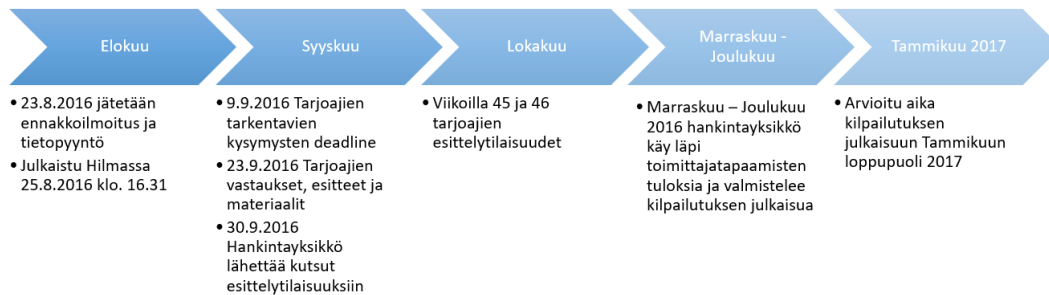 Elokuu
• 23.8.2016 jätetään
ennakkoilmoitus ja
tietopyyntö
• Julkaistu Hilmassa
25.8.2016 klo. 16.31
Syyskuu
• 9.9.2016 Tarjoajien
tarkentavien
kysymysten deadline
• 23.9.2016 Tarjoajien
vastaukset, esitteet ja
materiaalit
• 30.9.2016
Hankintayksikkö
lähettää kutsut
esittelytilaisuuksiin
Lokakuu
• Viikoilla 45 ja 46
tarjoajien
esittelytilaisuudet
Marraskuu -
Joulukuu
• Marraskuu – Joulukuu
2016 hankintayksikkö
käy läpi
toimittajatapaamisten
tuloksia ja valmistelee
kilpailutuksen julkaisua
Tammikuu 2017
• Arvioitu aika
kilpailutuksen
julkaisuun Tammikuun
loppupuoli 2017